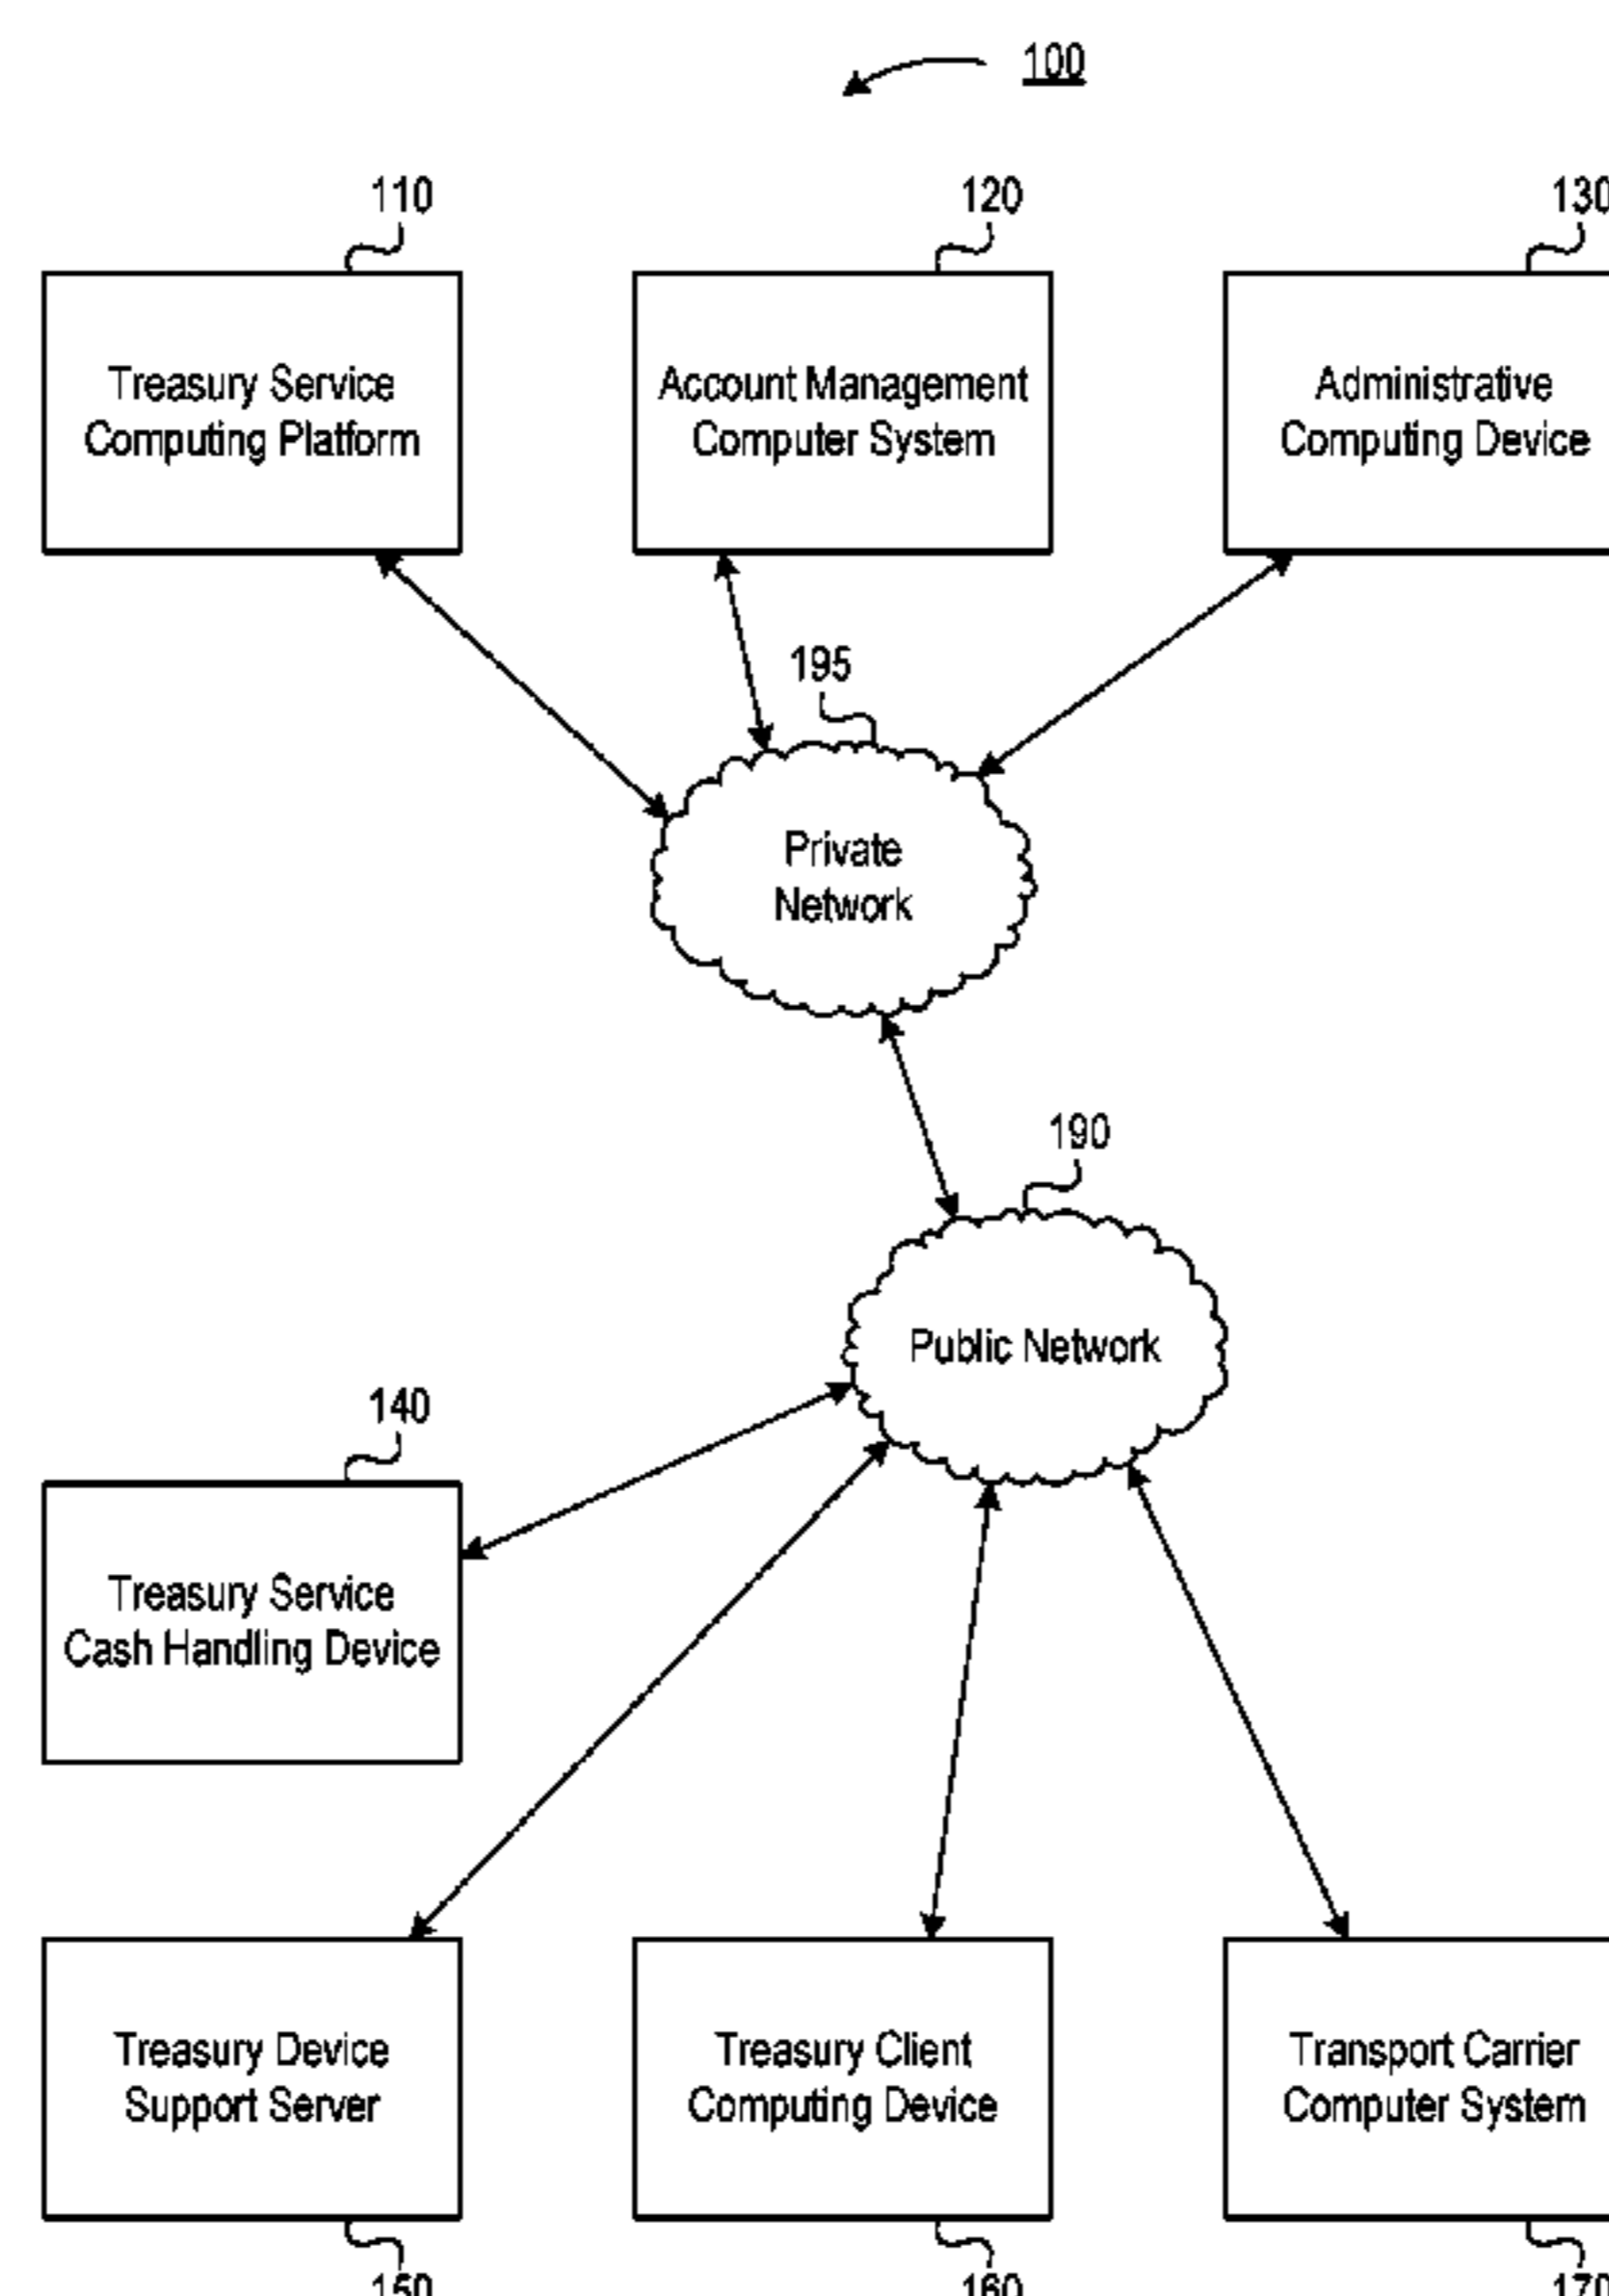 100
110
120
130
Treasury Service
Computing Platform
Account Management
Computer System
Administrative
Computing Device
195
Private
Network
190
Public Network
140
Treasury Service
Cash Handling Device
Treasury Device
Support Server
Treasury Client
Computing Device
Transport Carrier
Computer System
150
160
170